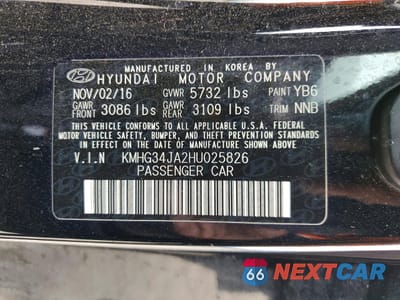 MANUFACTURED IN KOREA BY
HYUNDAI MOTOR COMPANY
NOV/02/16 GVWR 5732 lbs PAINT YB6
GAWR FRONT 3086 lbs GAWR REAR 3109 lbs TRIM NNB
THIS VEHICLE CONFORMS TO ALL APPLICABLE U.S.A. FEDERAL
MOTOR VEHICLE SAFETY, BUMPER, AND THEFT PREVENTION STANDARDS
IN EFFECT ON THE DATE OF MANUFACTURE SHOWN ABOVE.
V.I.N KMHG34JA2HU025826
PASSENGER CAR
66 NEXTCAR